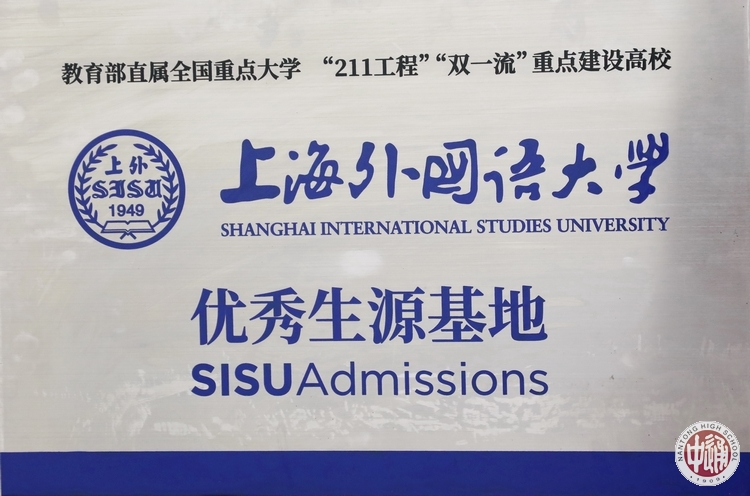 教育部直属全国重点大学 “211工程”“双一流”重点建设高校
上外
SISU
1949
上海外国语大学
SHANGHAI INTERNATIONAL STUDIES UNIVERSITY
优秀生源基地
SISUAdmissions
NANTONG HIGH SCHOOL
通中
1909